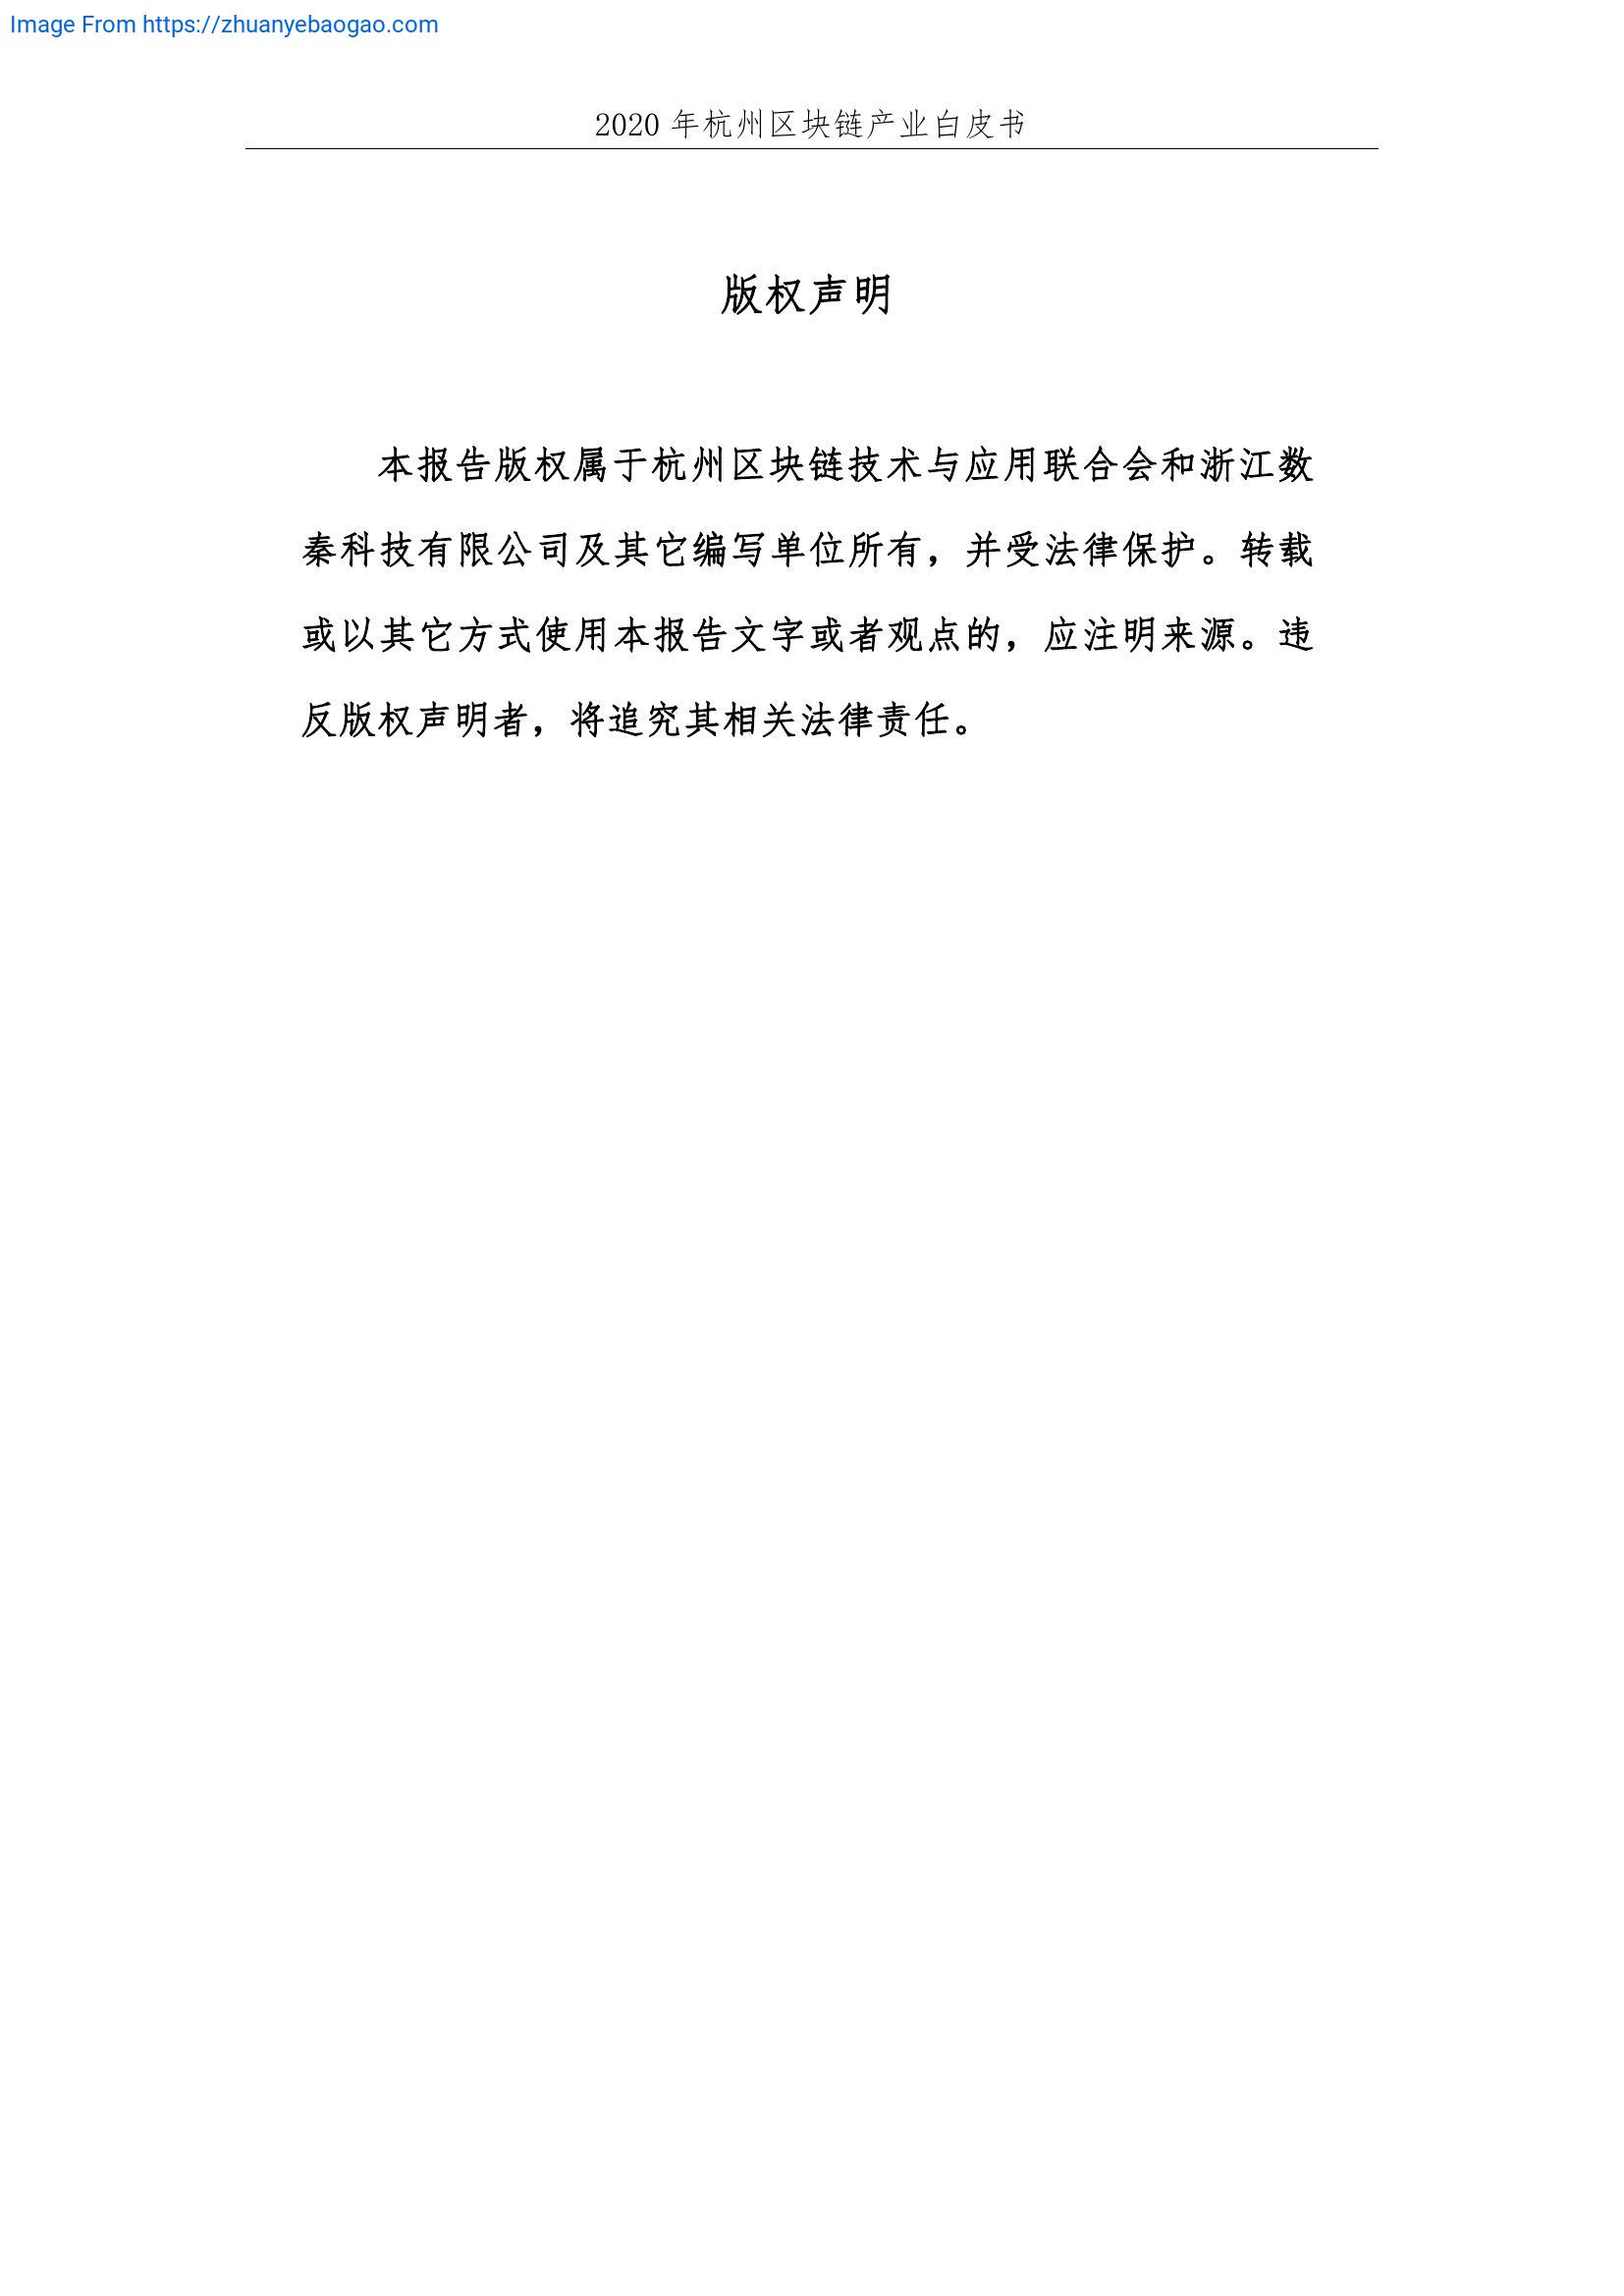 Image From https://zhuanyebaogao.com
2020 年杭州区块链产业白皮书
版权声明
本报告版权属于杭州区块链技术与应用联合会和浙江数
秦科技有限公司及其它编写单位所有，并受法律保护。转载
或以其它方式使用本报告文字或者观点的，应注明来源。违
反版权声明者，将追究其相关法律责任。